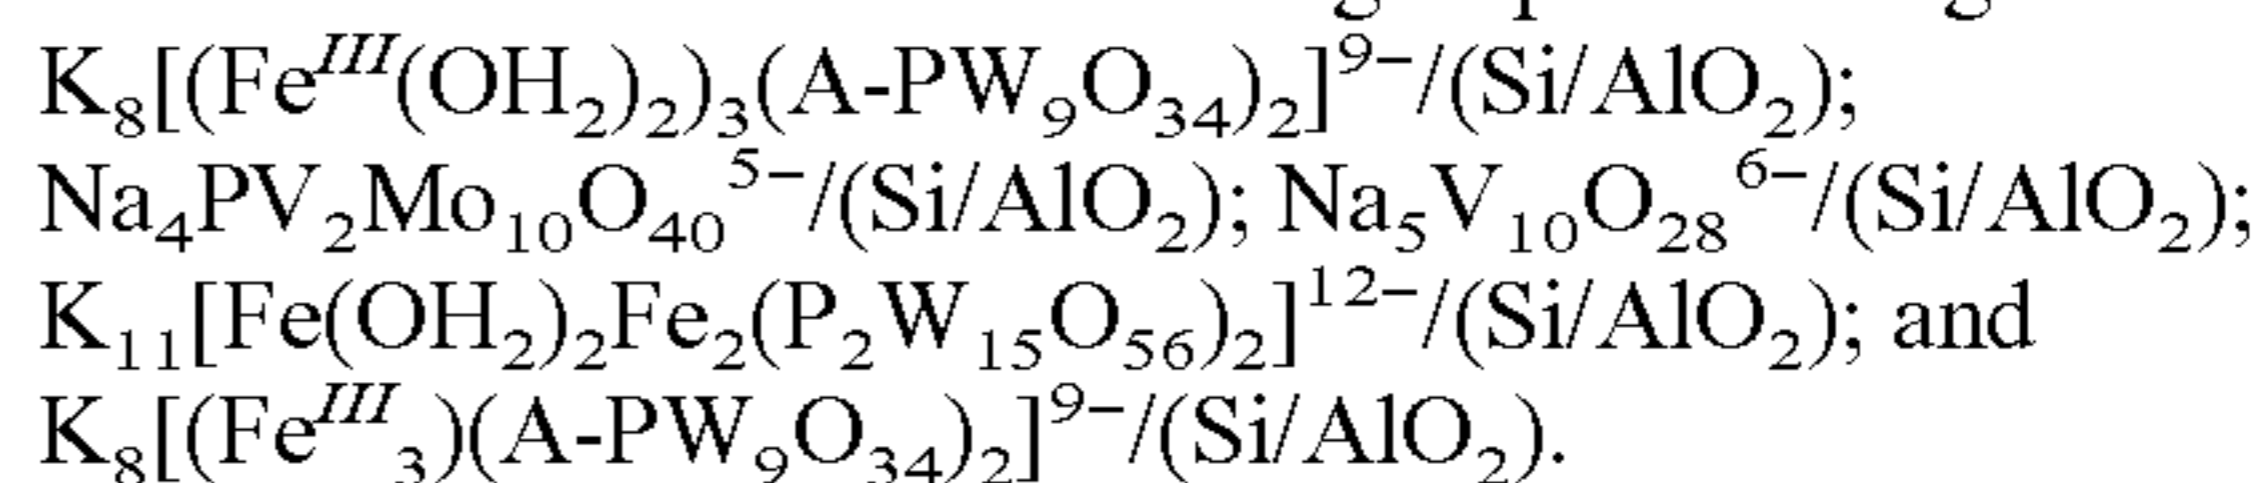 K₈[(Feᴵᴵᴵ(OH₂)₂)₃(A-PW₉O₃₄)₂]⁹⁻/(Si/AlO₂);
Na₄PV₂Mo₁₀O₄₀⁵⁻/(Si/AlO₂); Na₅V₁₀O₂₈⁶⁻/(Si/AlO₂);
K₁₁[Fe(OH₂)₂Fe₂(P₂W₁₅O₅₆)₂]¹²⁻/(Si/AlO₂); and
K₈[(Feᴵᴵᴵ₃)(A-PW₉O₃₄)₂]⁹⁻/(Si/AlO₂).